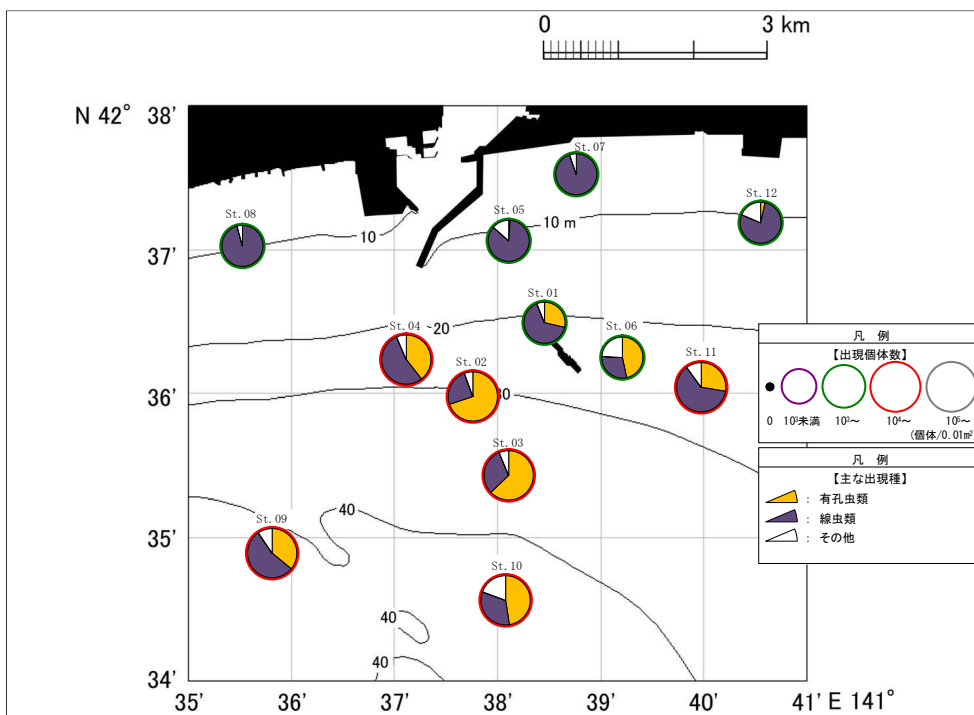 0 3 km
N 42° 38'
37'
36'
35'
34'
35' 36' 37' 38' 39' 40' 41' E 141°
St.07
St.12
St.08
St.05
10
10 m
St.01
St.04
20
St.06
St.02
St.11
30
St.03
40
St.09
St.10
40
40
凡 例
【出現個体数】
0 10³未満 10³～ 10⁴～ 10⁵～
(個体/0.01m²)
凡 例
【主な出現種】
： 有孔虫類
： 線虫類
： その他